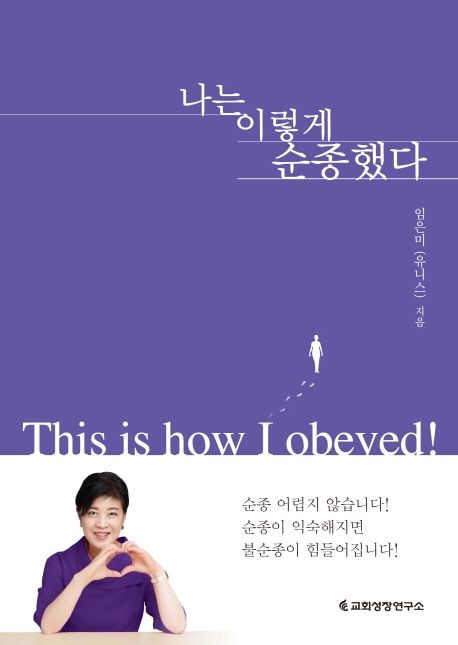 나는
이렇게
순종했다
임은미 (유니스) 지음
This is how I obeyed!
순종 어렵지 않습니다!
순종이 익숙해지면
불순종이 힘들어집니다!
교회성장연구소